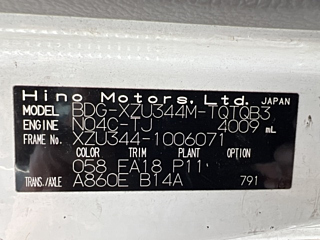 Hino Motors, Ltd. JAPAN
MODEL BDG-XZU344M-TQTQB3
ENGINE N04C-TJ 4009 mL
FRAME NO. XZU344-1006071
COLOR TRIM PLANT OPTION
058 FA18 P11
TRANS./AXLE A860E B14A 791